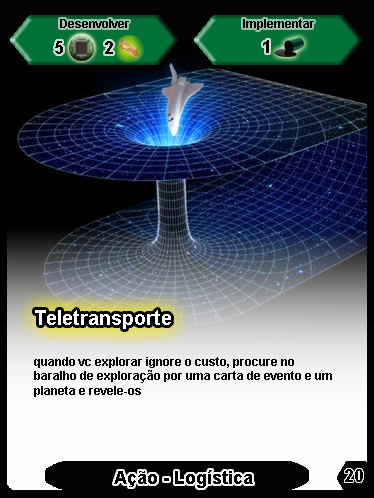 Desenvolver
Implementar
5 2
1
Teletransporte
quando vc explorar ignore o custo, procure no
baralho de exploração por uma carta de evento e um
planeta e revele-os
Ação - Logística
20